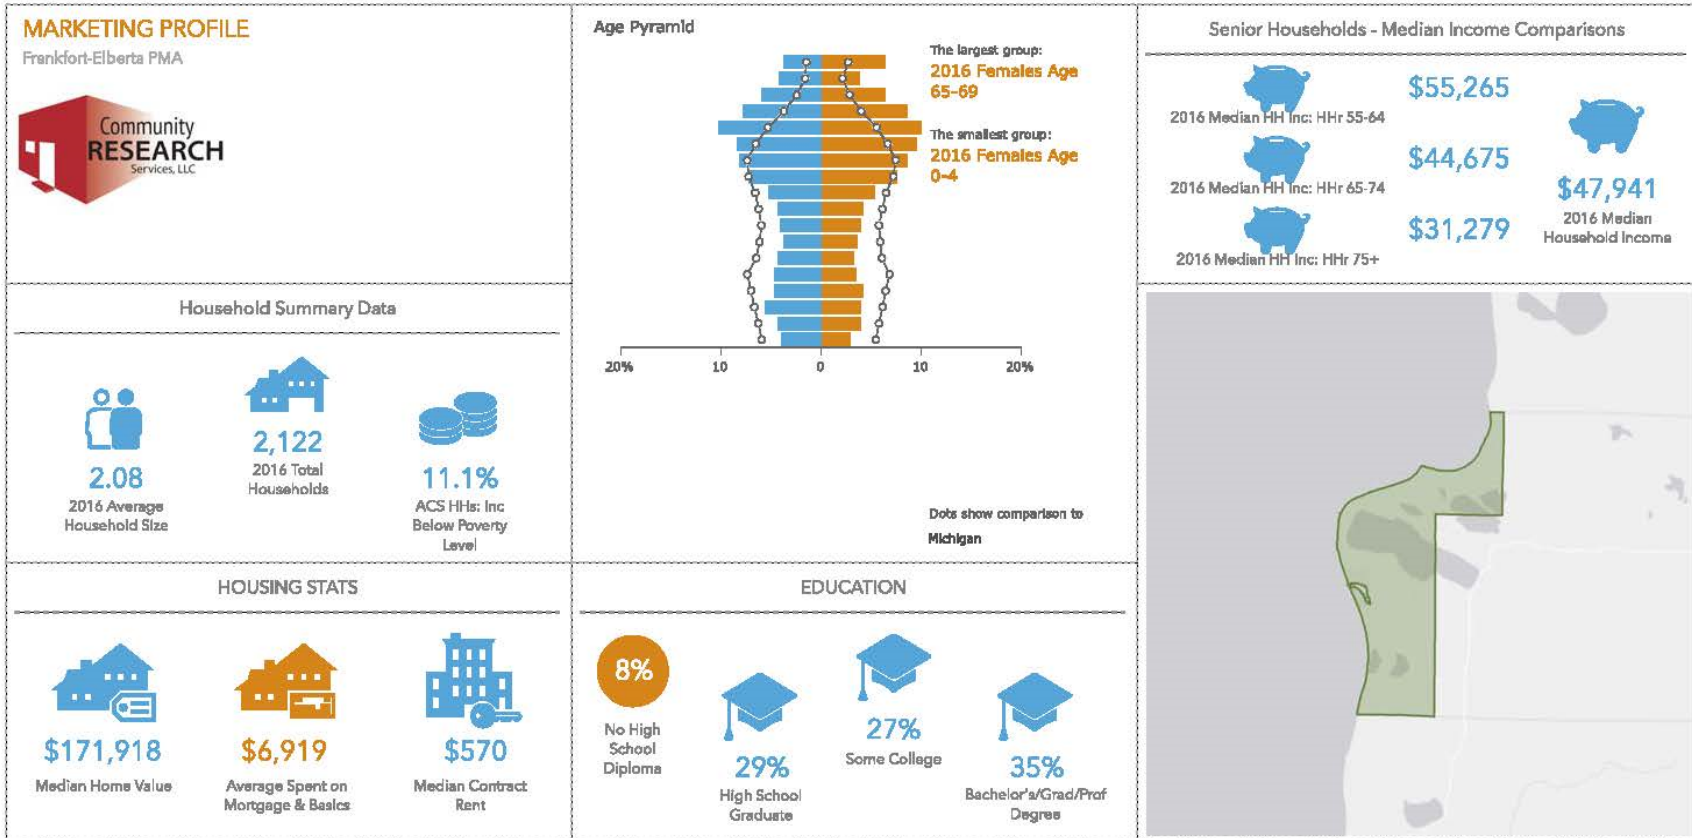 MARKETING PROFILE
Frankfort-Elberta PMA
Community
RESEARCH
Services, LLC
Age Pyramid
The largest group:
2016 Females Age
65-69
The smallest group:
2016 Females Age
0-4
20%
10
0
10
20%
Dots show comparison to
Michigan
Senior Households - Median Income Comparisons
$55,265
2016 Median HH Inc: HHr 55-64
$44,675
2016 Median HH Inc: HHr 65-74
$31,279
2016 Median HH Inc: HHr 75+
$47,941
2016 Median
Household Income
Household Summary Data
2.08
2016 Average
Household Size
2,122
2016 Total
Households
11.1%
ACS HHs: Inc
Below Poverty
Level
HOUSING STATS
$171,918
Median Home Value
$6,919
Average Spent on
Mortgage & Basics
$570
Median Contract
Rent
EDUCATION
8%
No High
School
Diploma
29%
High School
Graduate
27%
Some College
35%
Bachelor's/Grad/Prof
Degree